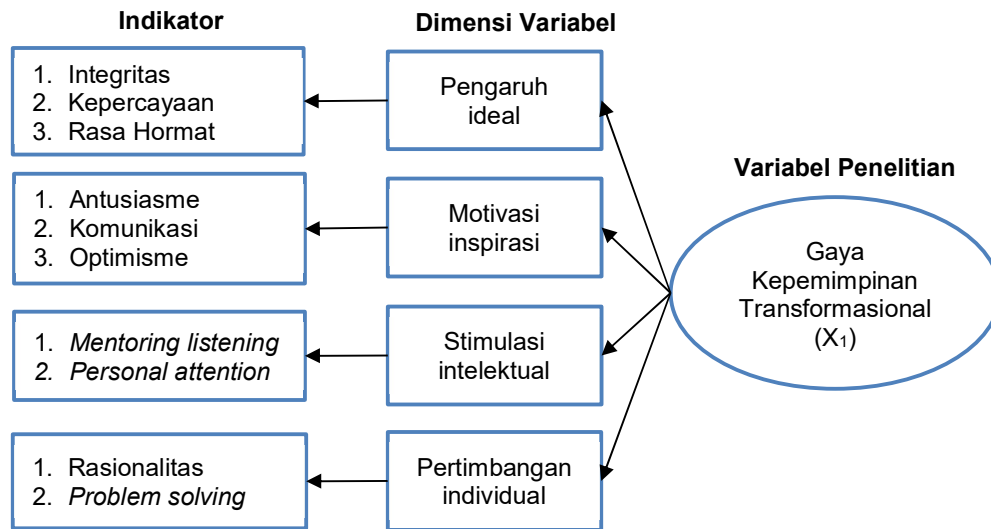 Indikator
Dimensi Variabel
1. Integritas
2. Kepercayaan
3. Rasa Hormat
Pengaruh
ideal
Variabel Penelitian
1. Antusiasme
2. Komunikasi
3. Optimisme
Motivasi
inspirasi
Gaya
Kepemimpinan
Transformasional
(X₁)
1. Mentoring listening
2. Personal attention
Stimulasi
intelektual
1. Rasionalitas
2. Problem solving
Pertimbangan
individual